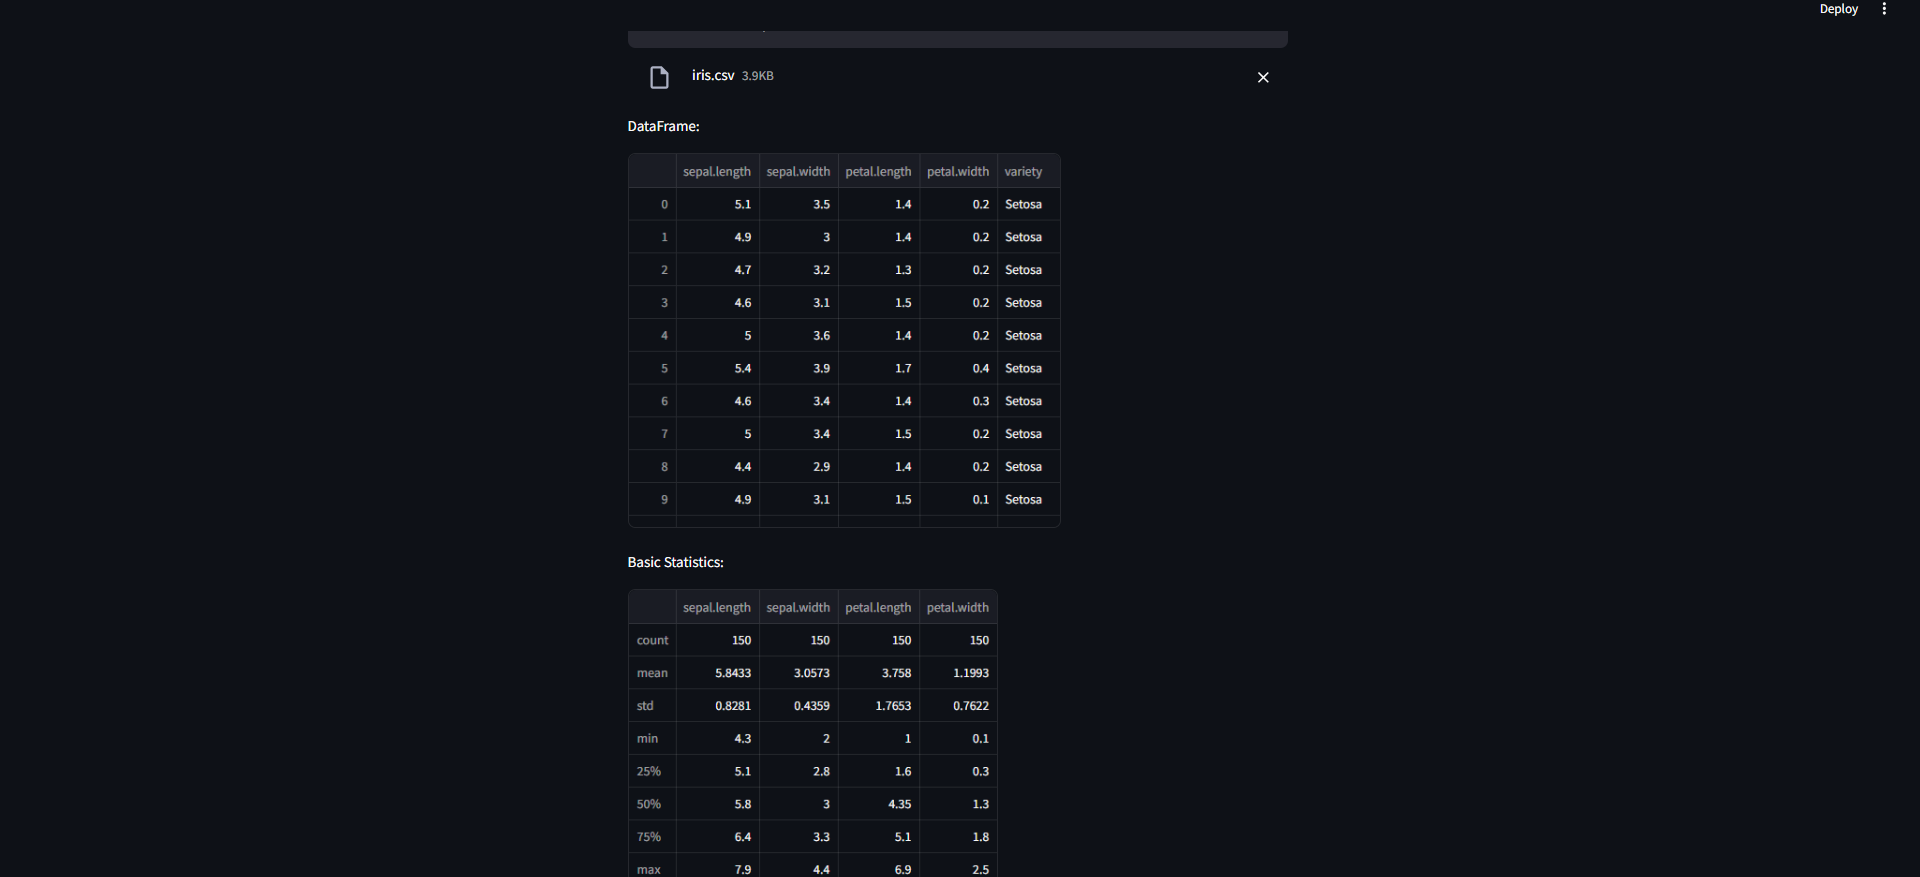 Deploy
iris.csv 3.9KB
DataFrame:
sepal.length sepal.width petal.length petal.width variety
0 5.1 3.5 1.4 0.2 Setosa
1 4.9 3 1.4 0.2 Setosa
2 4.7 3.2 1.3 0.2 Setosa
3 4.6 3.1 1.5 0.2 Setosa
4 5 3.6 1.4 0.2 Setosa
5 5.4 3.9 1.7 0.4 Setosa
6 4.6 3.4 1.4 0.3 Setosa
7 5 3.4 1.5 0.2 Setosa
8 4.4 2.9 1.4 0.2 Setosa
9 4.9 3.1 1.5 0.1 Setosa
Basic Statistics:
sepal.length sepal.width petal.length petal.width
count 150 150 150 150
mean 5.8433 3.0573 3.758 1.1993
std 0.8281 0.4359 1.7653 0.7622
min 4.3 2 1 0.1
25% 5.1 2.8 1.6 0.3
50% 5.8 3 4.35 1.3
75% 6.4 3.3 5.1 1.8
max 7.9 4.4 6.9 2.5